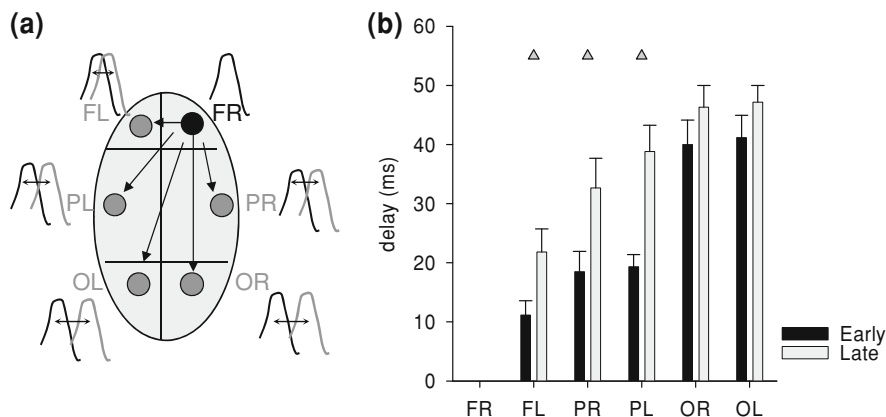 (a)
FL
FR
PL
PR
OL
OR
(b)
60
50
40
30
20
10
0
delay (ms)
FR FL PR PL OR OL
Early
Late